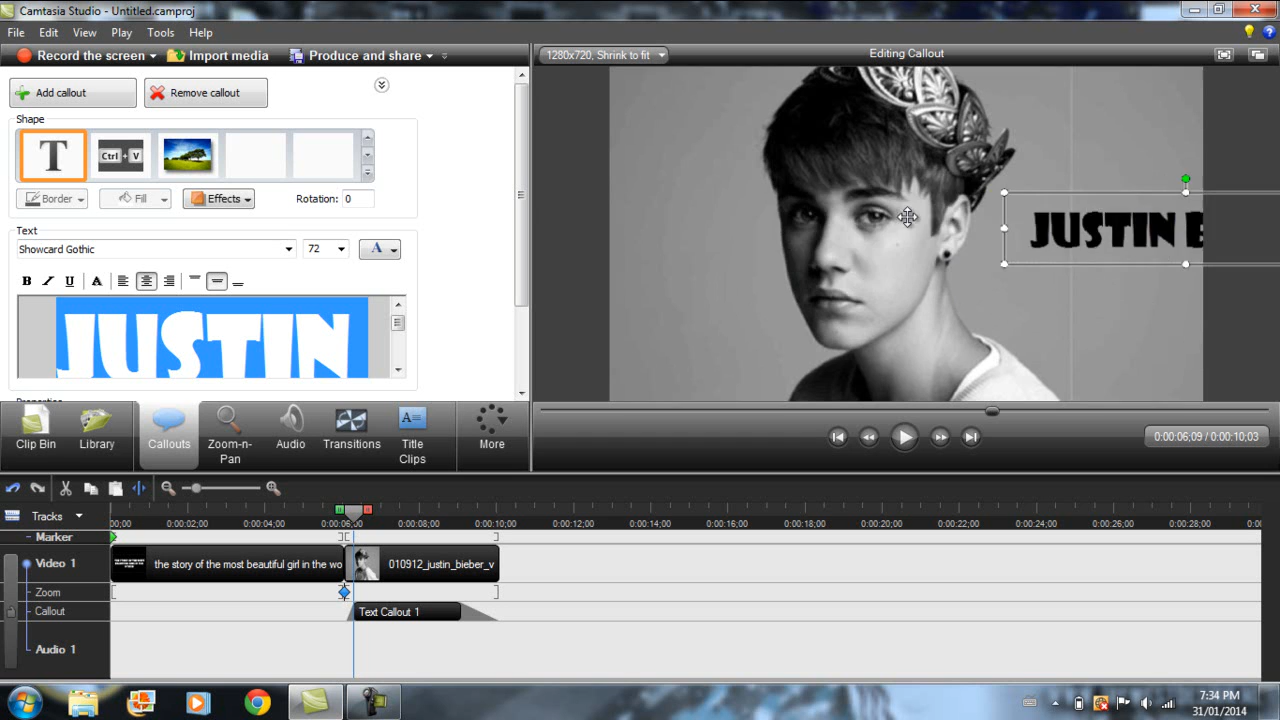 Camtasia Studio - Untitled.camproj
File Edit View Play Tools Help
Record the screen Import media Produce and share
1280x720, Shrink to fit
Editing Callout
Add callout
Remove callout
Shape
T
Ctrl + V
Border
Fill
Effects
Rotation: 0
Text
Showcard Gothic
72
A
B I U A
JUSTIN
JUSTIN B
Clip Bin
Library
Callouts
Zoom-n-Pan
Audio
Transitions
Title Clips
More
0:00:06;09 / 0:00:10;03
Tracks
00;00 0:00:02;00 0:00:04;00 0:00:06;00 0:00:08;00 0:00:10;00 0:00:12;00 0:00:14;00 0:00:16;00 0:00:18;00 0:00:20;00 0:00:22;00 0:00:24;00 0:00:26;00 0:00:28;00
Marker
Video 1
the story of the most beautiful girl in the wo
010912_justin_bieber_v
Zoom
Callout
Text Callout 1
Audio 1
7:34 PM
31/01/2014